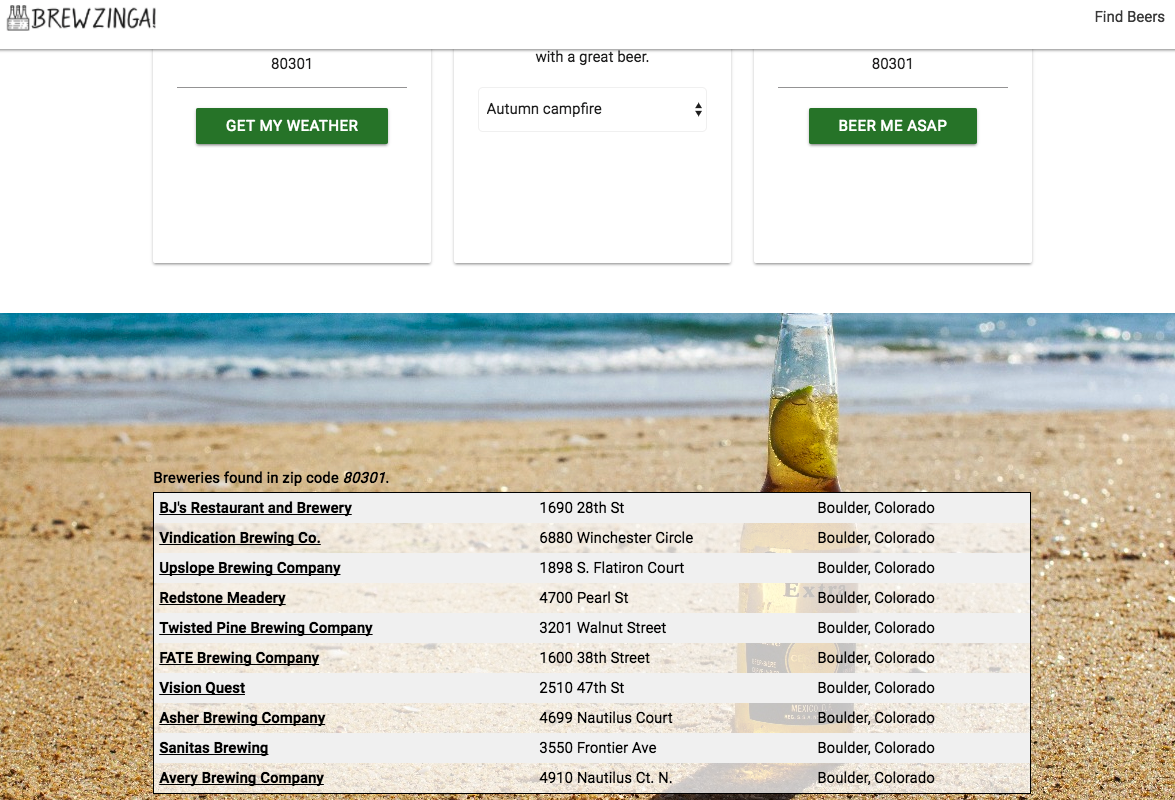 BREW ZINGA!
Find Beers
80301
with a great beer.
80301
GET MY WEATHER
Autumn campfire
BEER ME ASAP
Breweries found in zip code 80301.
BJ's Restaurant and Brewery 1690 28th St Boulder, Colorado
Vindication Brewing Co. 6880 Winchester Circle Boulder, Colorado
Upslope Brewing Company 1898 S. Flatiron Court Boulder, Colorado
Redstone Meadery 4700 Pearl St Boulder, Colorado
Extra
Twisted Pine Brewing Company 3201 Walnut Street Boulder, Colorado
FATE Brewing Company 1600 38th Street Boulder, Colorado
Vision Quest 2510 47th St Boulder, Colorado
Asher Brewing Company 4699 Nautilus Court Boulder, Colorado
MEXICO
Sanitas Brewing 3550 Frontier Ave Boulder, Colorado
Avery Brewing Company 4910 Nautilus Ct. N. Boulder, Colorado